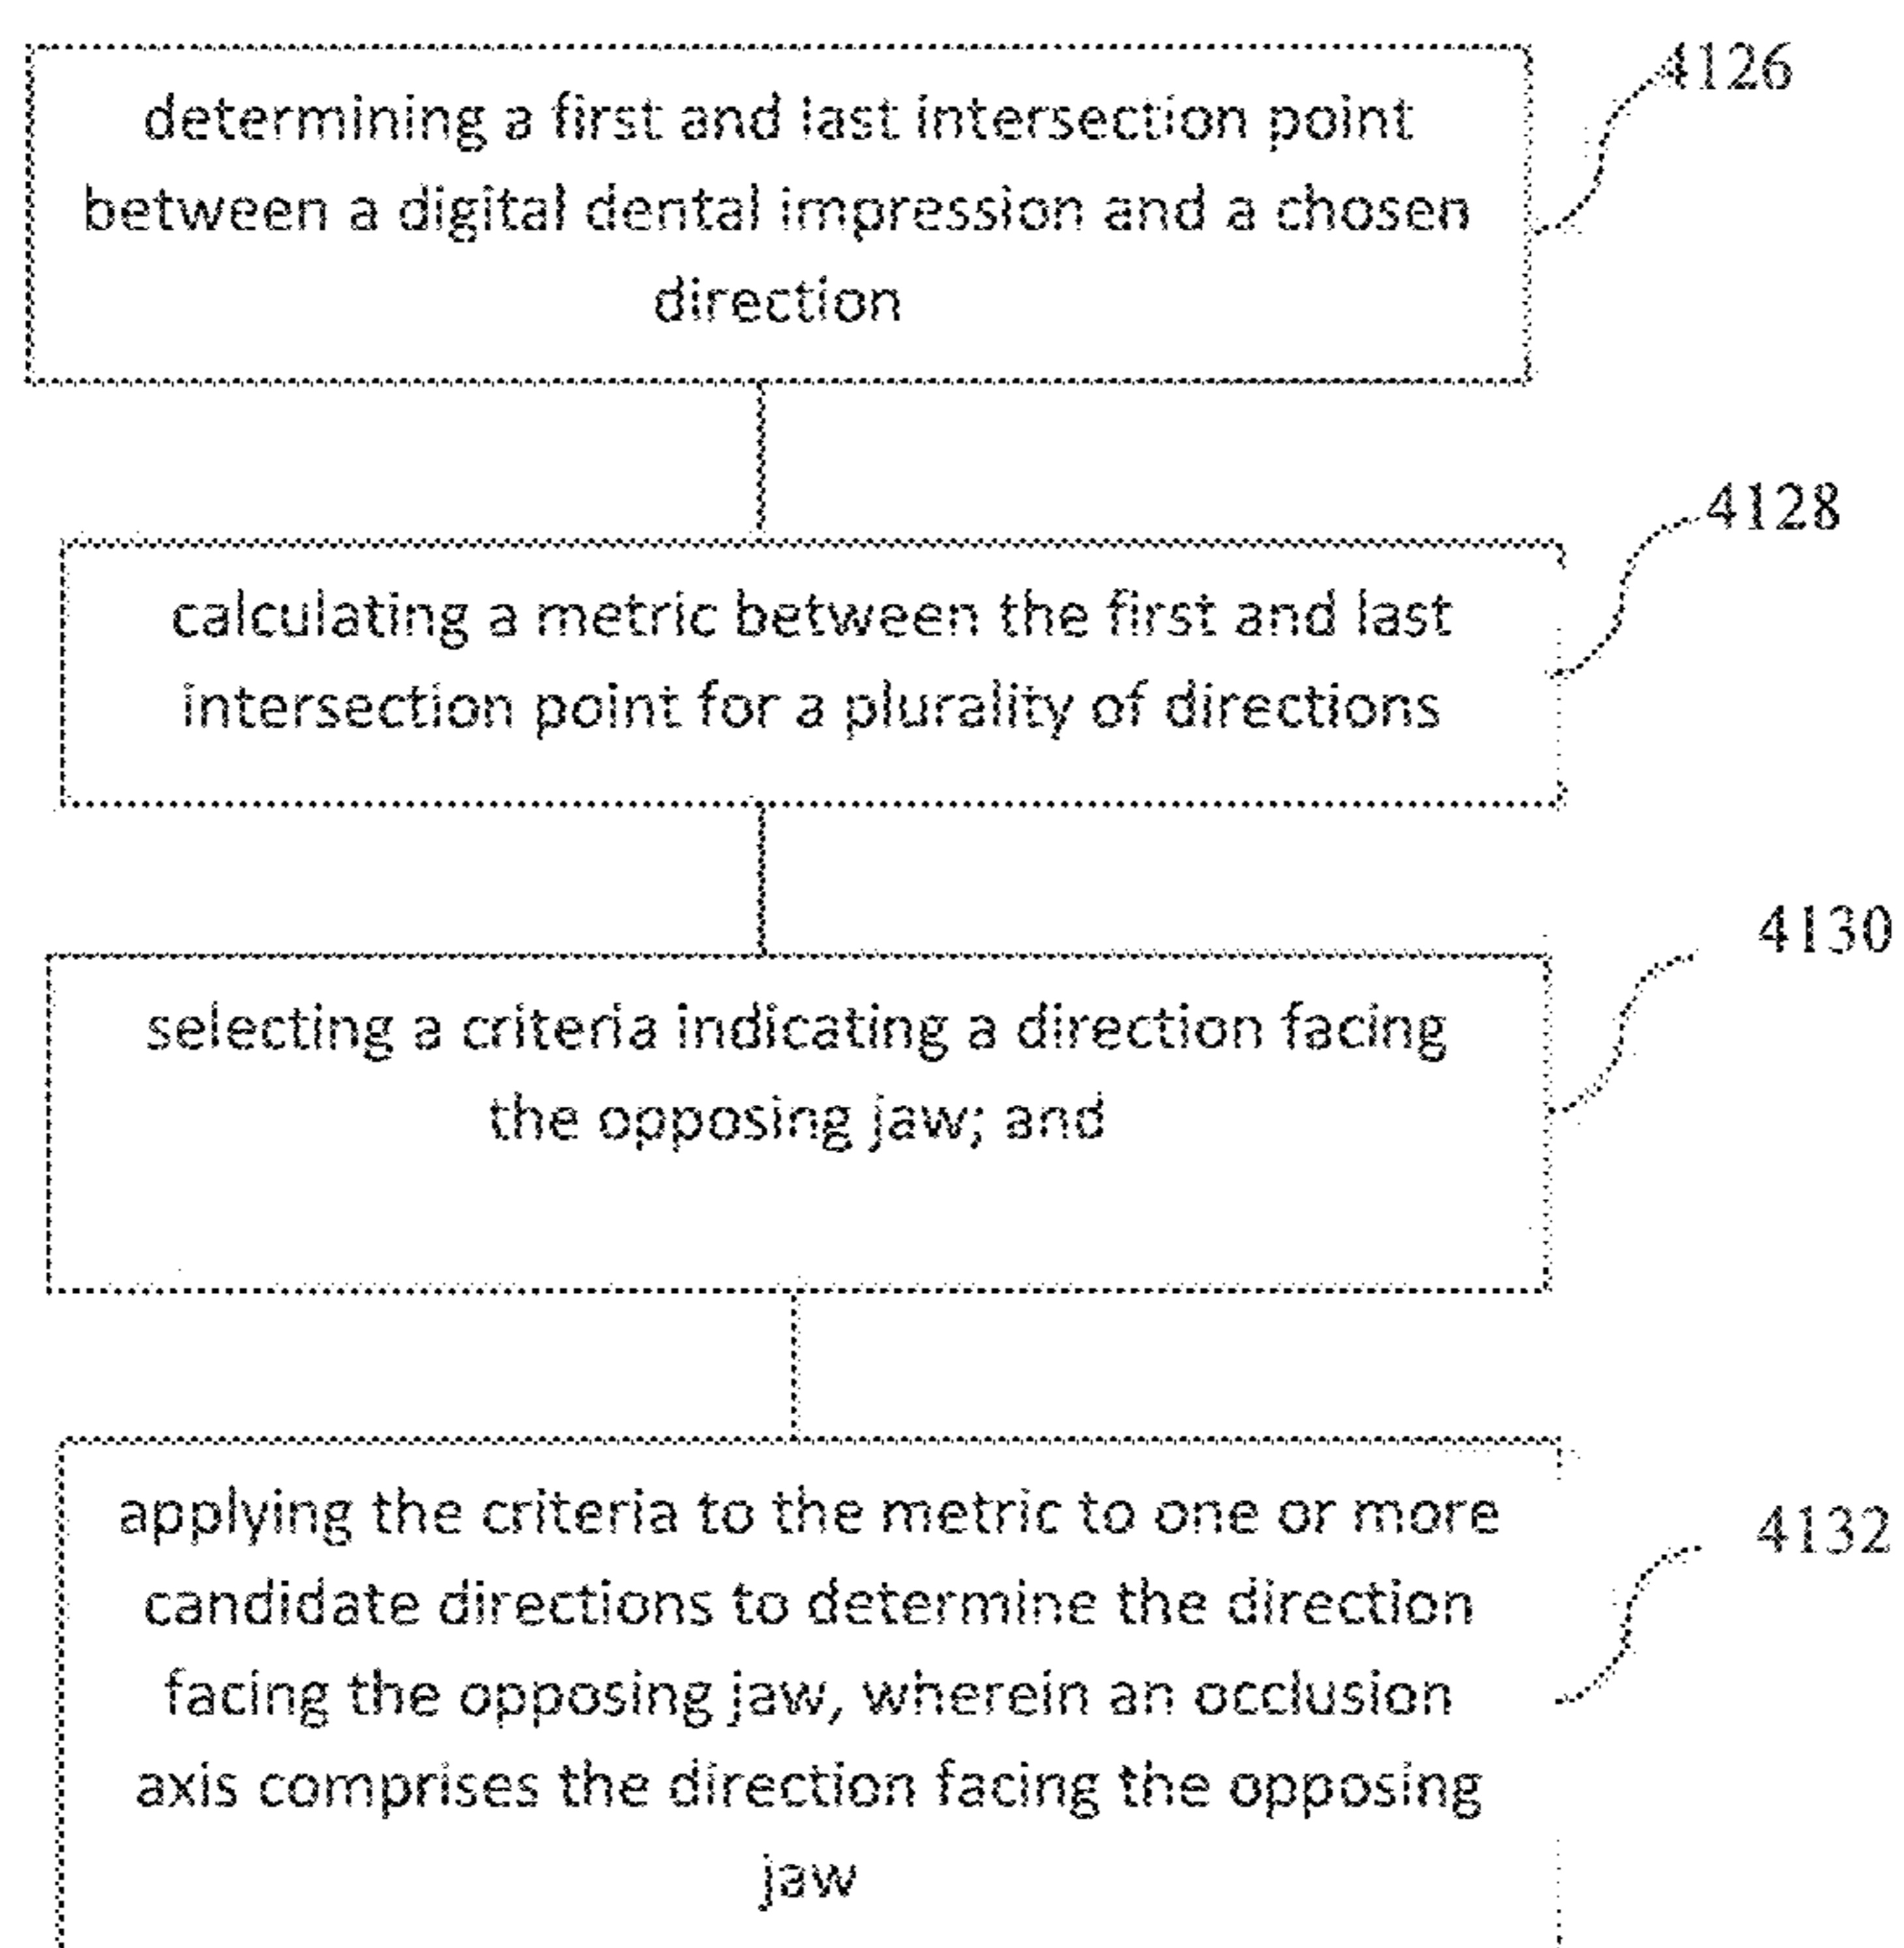 4126
determining a first and last intersection point
between a digital dental impression and a chosen
direction
4128
calculating a metric between the first and last
intersection point for a plurality of directions
4130
selecting a criteria indicating a direction facing
the opposing jaw; and
4132
applying the criteria to the metric to one or more
candidate directions to determine the direction
facing the opposing jaw, wherein an occlusion
axis comprises the direction facing the opposing
jaw